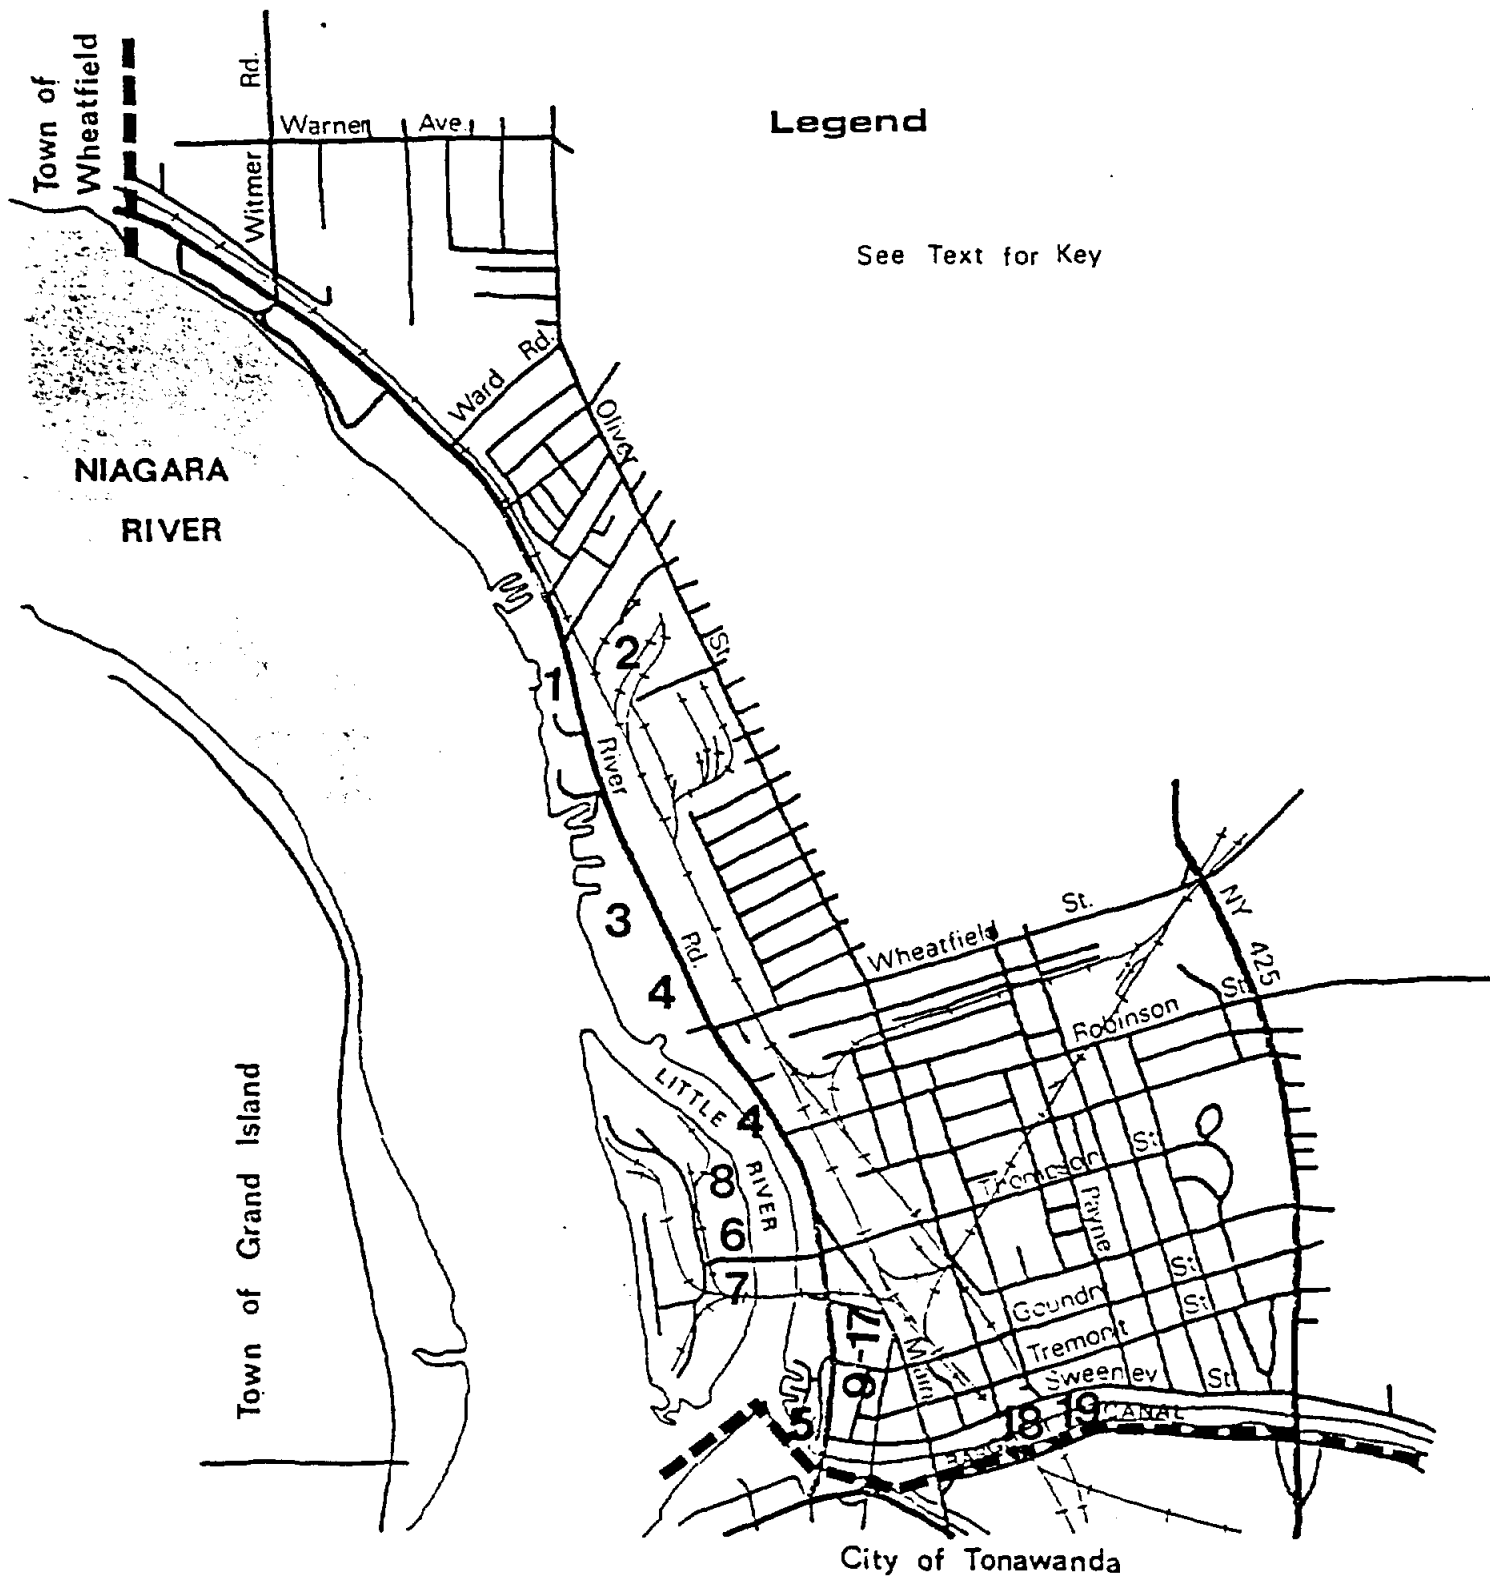 Town of
Wheatfield
Rd.
Witmer
Warner Ave.
Legend
See Text for Key
Ward Rd.
Oliver
St.
NIAGARA
RIVER
2
1
River
Rd.
3
4
Wheatfield St.
NY 425
Robinson St.
LITTLE
RIVER
4
8
6
7
Thompson St.
Payne
Goundry St.
Tremont St.
Sweeney St.
Main
9-17
5
18 19
CANAL
Town of Grand Island
City of Tonawanda